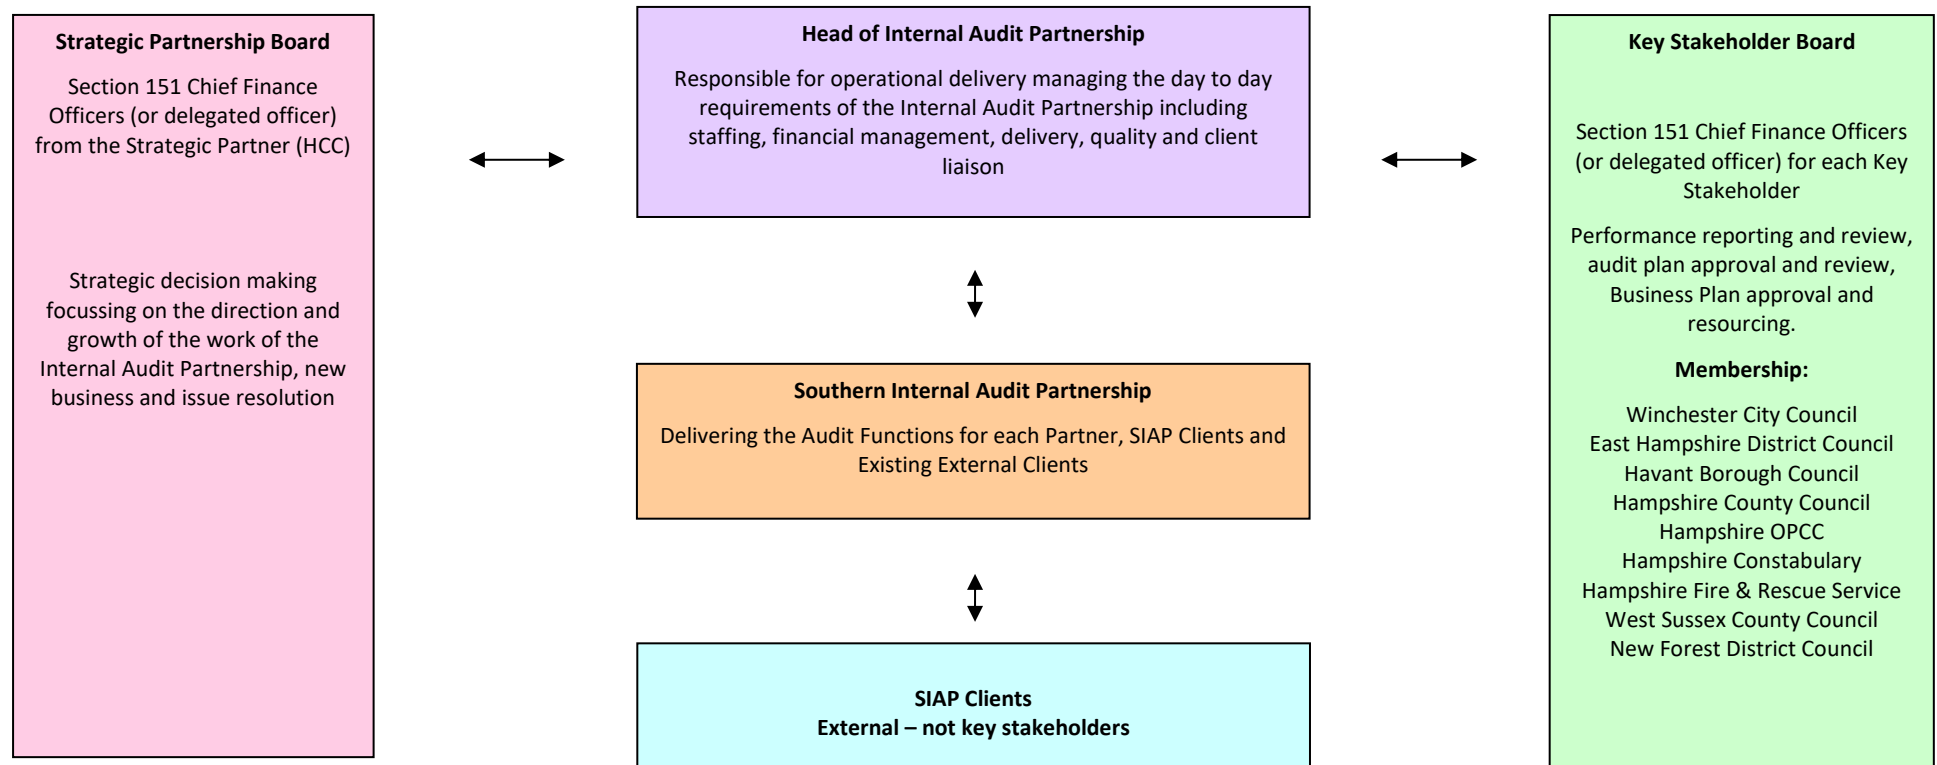 Strategic Partnership Board
Section 151 Chief Finance
Officers (or delegated officer)
from the Strategic Partner (HCC)
Strategic decision making
focussing on the direction and
growth of the work of the
Internal Audit Partnership, new
business and issue resolution
Head of Internal Audit Partnership
Responsible for operational delivery managing the day to day
requirements of the Internal Audit Partnership including
staffing, financial management, delivery, quality and client
liaison
Southern Internal Audit Partnership
Delivering the Audit Functions for each Partner, SIAP Clients and
Existing External Clients
SIAP Clients
External – not key stakeholders
Key Stakeholder Board
Section 151 Chief Finance Officers
(or delegated officer) for each Key
Stakeholder
Performance reporting and review,
audit plan approval and review,
Business Plan approval and
resourcing.
Membership:
Winchester City Council
East Hampshire District Council
Havant Borough Council
Hampshire County Council
Hampshire OPCC
Hampshire Constabulary
Hampshire Fire & Rescue Service
West Sussex County Council
New Forest District Council